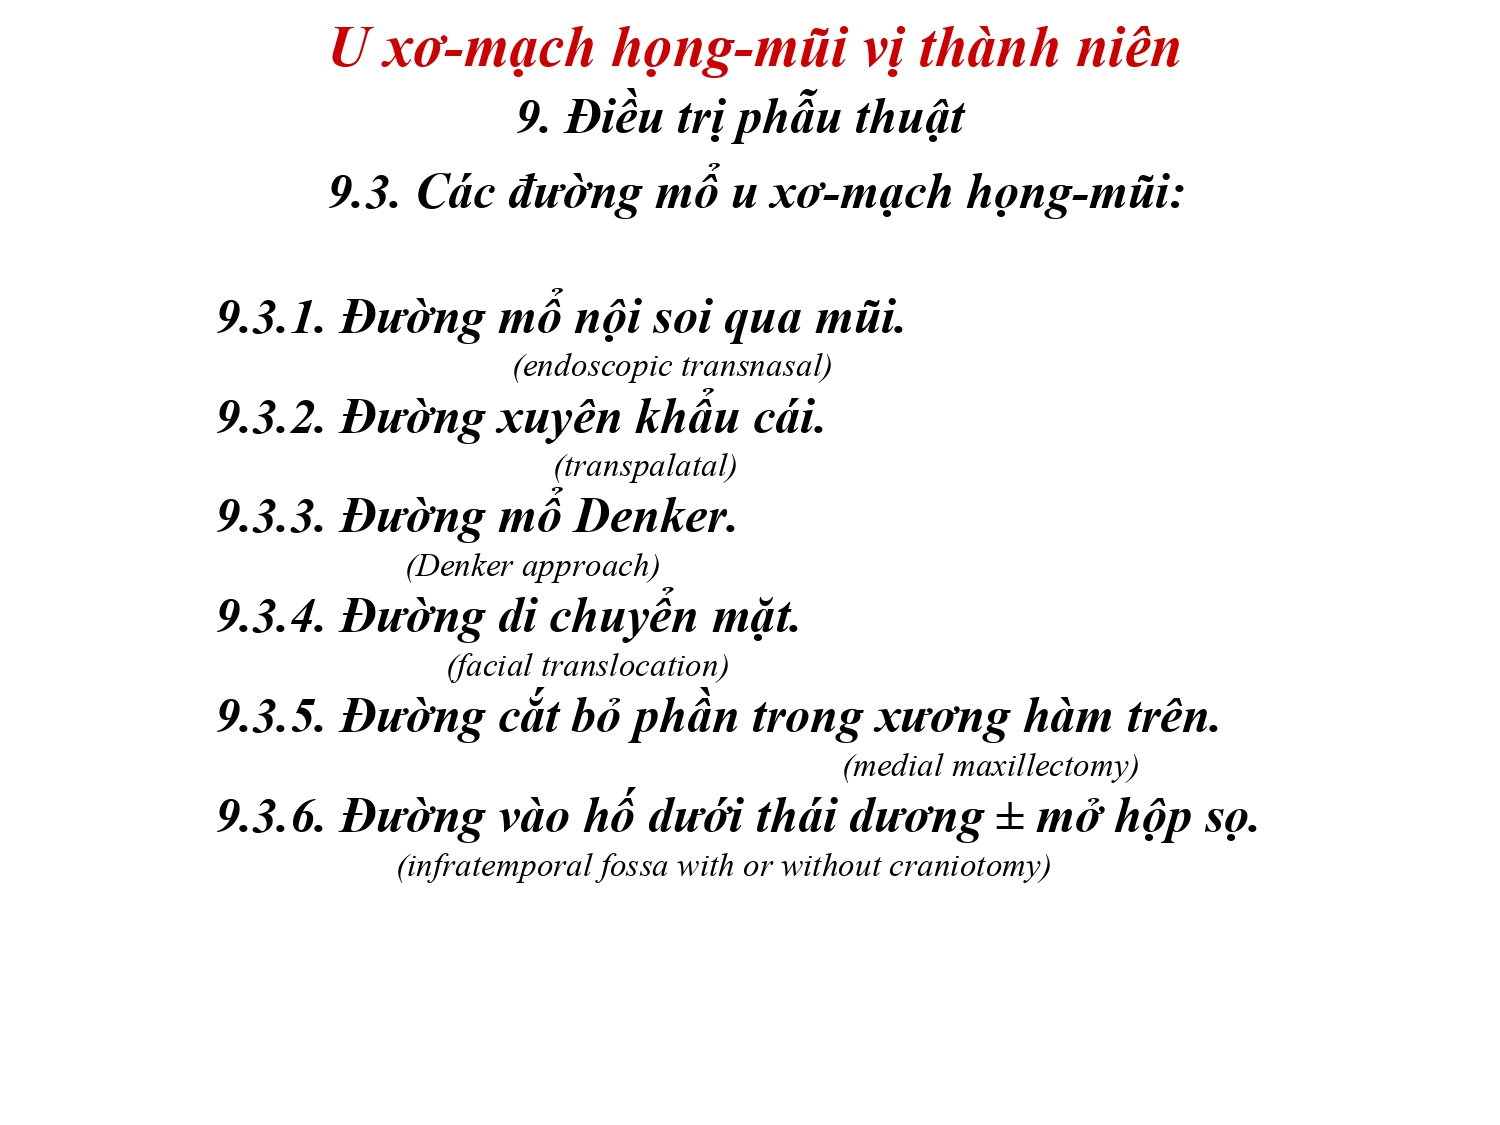 U xơ-mạch họng-mũi vị thành niên
9. Điều trị phẫu thuật
9.3. Các đường mổ u xơ-mạch họng-mũi:
9.3.1. Đường mổ nội soi qua mũi.
(endoscopic transnasal)
9.3.2. Đường xuyên khẩu cái.
(transpalatal)
9.3.3. Đường mổ Denker.
(Denker approach)
9.3.4. Đường di chuyển mặt.
(facial translocation)
9.3.5. Đường cắt bỏ phần trong xương hàm trên.
(medial maxillectomy)
9.3.6. Đường vào hố dưới thái dương ± mở hộp sọ.
(infratemporal fossa with or without craniotomy)